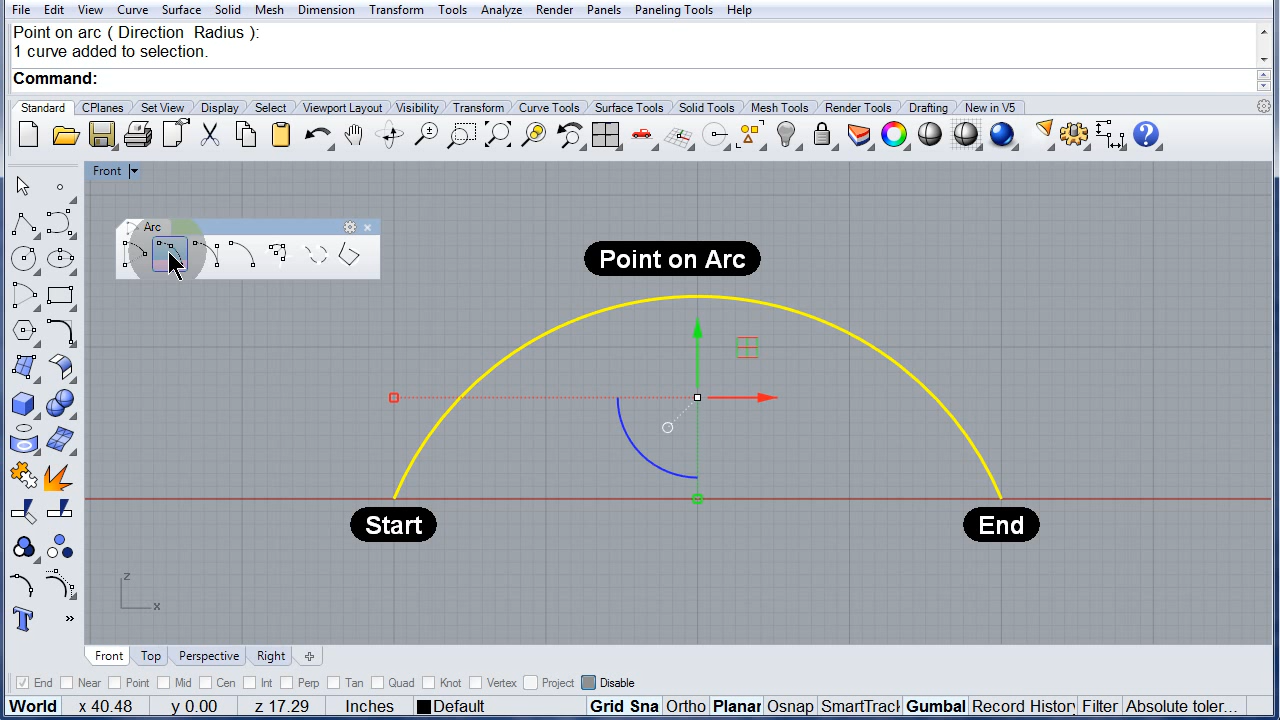 File Edit View Curve Surface Solid Mesh Dimension Transform Tools Analyze Render Panels Paneling Tools Help
Point on arc ( Direction Radius ):
1 curve added to selection.
Command:
Standard CPlanes Set View Display Select Viewport Layout Visibility Transform Curve Tools Surface Tools Solid Tools Mesh Tools Render Tools Drafting New in V5
Front
Arc
Point on Arc
Start
End
z
x
T
Front Top Perspective Right
End Near Point Mid Cen Int Perp Tan Quad Knot Vertex Project Disable
World x 40.48 y 0.00 z 17.29 Inches Default Grid Sna Ortho Planar Osnap SmartTrack Gumbal Record History Filter Absolute toler...